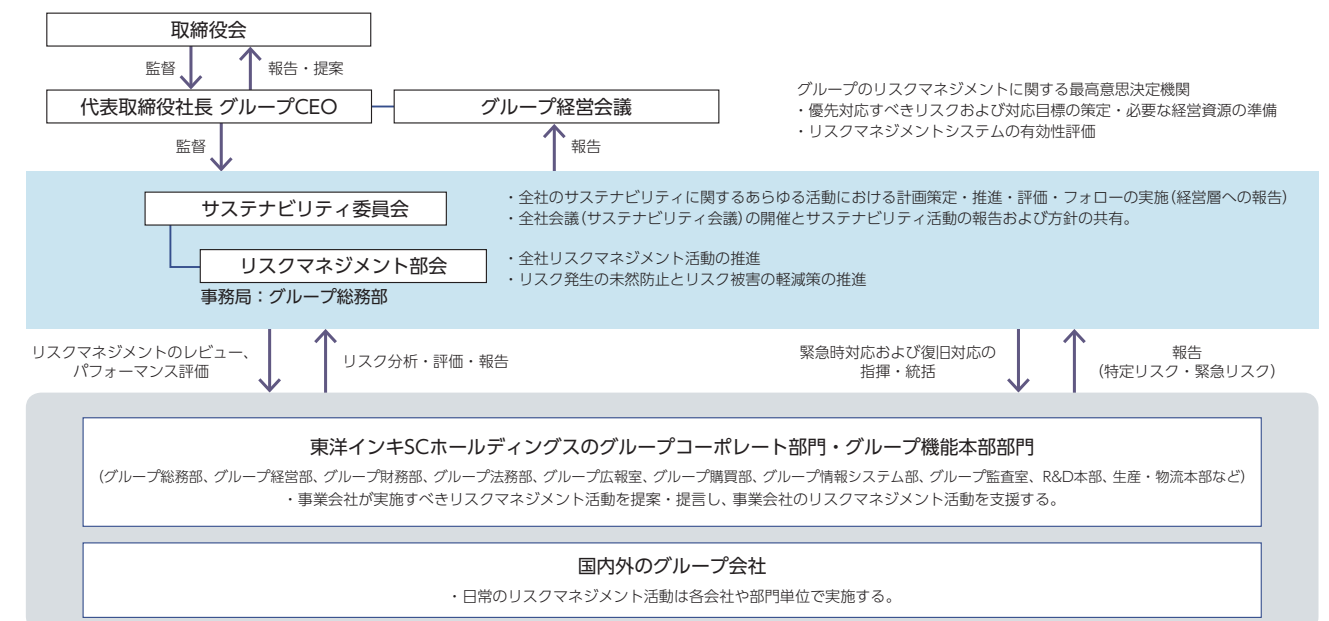 取締役会
監督
報告・提案
代表取締役社長 グループCEO
グループ経営会議
グループのリスクマネジメントに関する最高意思決定機関
・優先対応すべきリスクおよび対応目標の策定・必要な経営資源の準備
・リスクマネジメントシステムの有効性評価
監督
報告
サステナビリティ委員会
・全社のサステナビリティに関するあらゆる活動における計画策定・推進・評価・フォローの実施(経営層への報告)
・全社会議(サステナビリティ会議)の開催とサステナビリティ活動の報告および方針の共有。
リスクマネジメント部会
・全社リスクマネジメント活動の推進
・リスク発生の未然防止とリスク被害の軽減策の推進
事務局：グループ総務部
リスクマネジメントのレビュー、
パフォーマンス評価
リスク分析・評価・報告
緊急時対応および復旧対応の
指揮・統括
報告
(特定リスク・緊急リスク)
東洋インキSCホールディングスのグループコーポレート部門・グループ機能本部部門
(グループ総務部、グループ経営部、グループ財務部、グループ法務部、グループ広報室、グループ購買部、グループ情報システム部、グループ監査室、R&D本部、生産・物流本部など)
・事業会社が実施すべきリスクマネジメント活動を提案・提言し、事業会社のリスクマネジメント活動を支援する。
国内外のグループ会社
・日常のリスクマネジメント活動は各会社や部門単位で実施する。